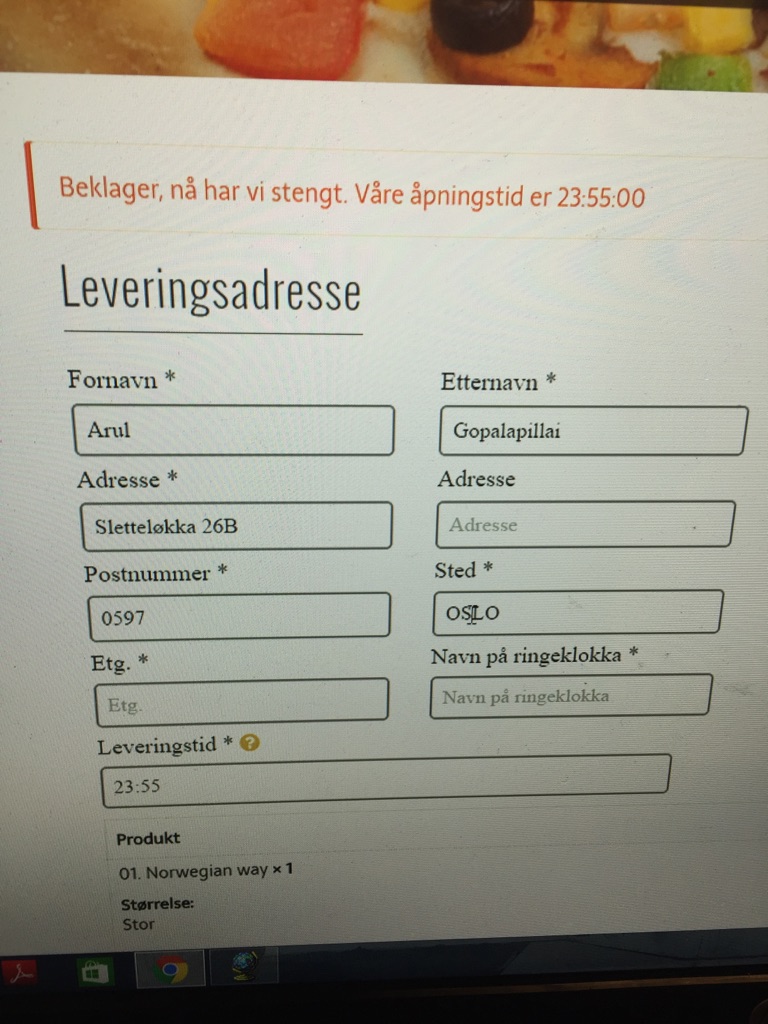 Beklager, nå har vi stengt. Våre åpningstid er 23:55:00
Leveringsadresse
Fornavn *
Etternavn *
Arul
Gopalapillai
Adresse *
Adresse
Sletteløkka 26B
Adresse
Postnummer *
Sted *
0597
OSLO
Etg. *
Navn på ringeklokka *
Etg.
Navn på ringeklokka
Leveringstid * ?
23:55
Produkt
01. Norwegian way × 1
Størrelse:
Stor